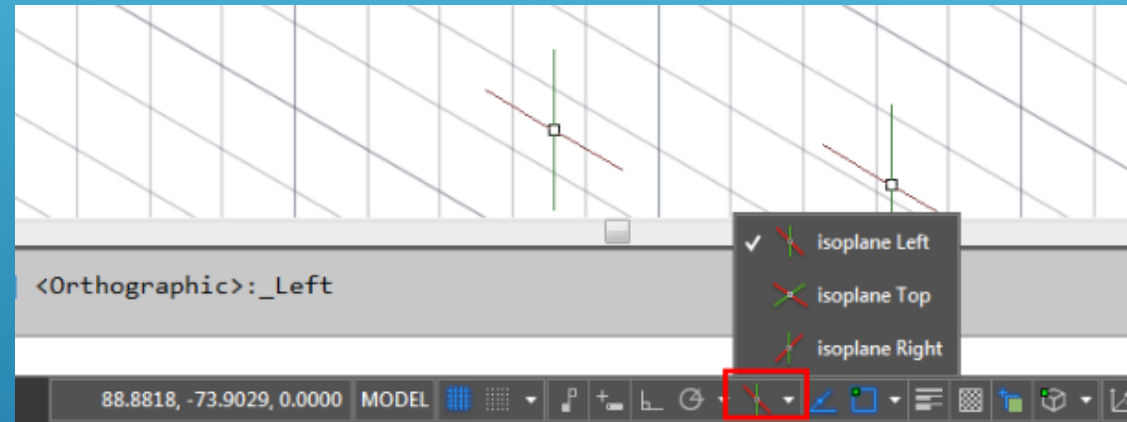 isoplane Left
<Orthographic>:_Left
isoplane Top
isoplane Right
88.8818, -73.9029, 0.0000 MODEL